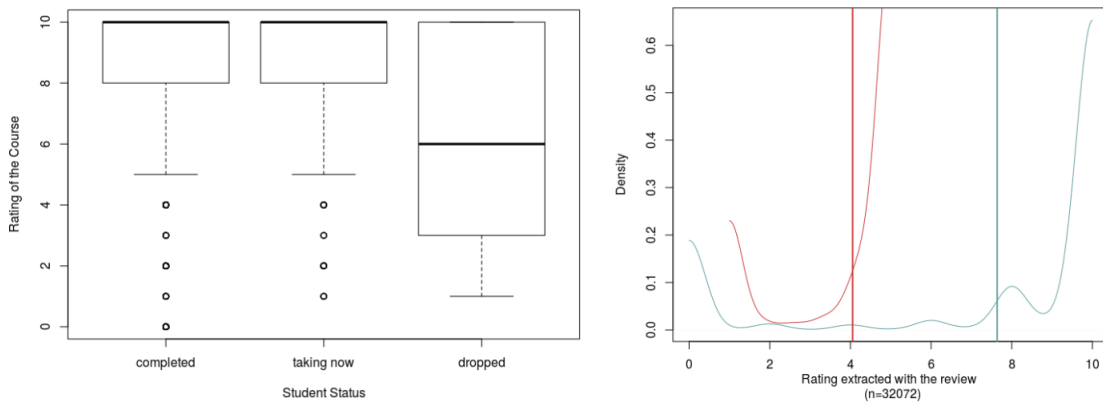 Rating of the Course
10
8
6
4
2
0
completed
taking now
dropped
Student Status
Density
0.6
0.5
0.4
0.3
0.2
0.1
0.0
0
2
4
6
8
10
Rating extracted with the review
(n=32072)